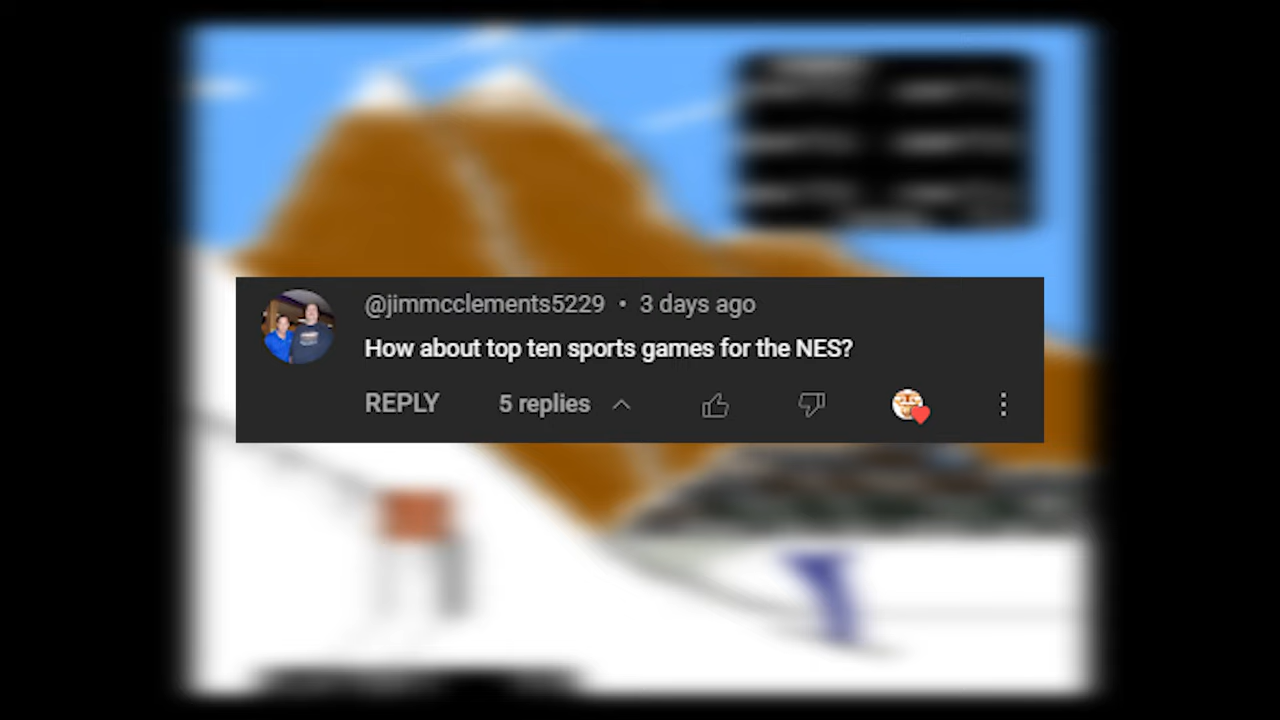 @jimmcclements5229 • 3 days ago
How about top ten sports games for the NES?
REPLY 5 replies